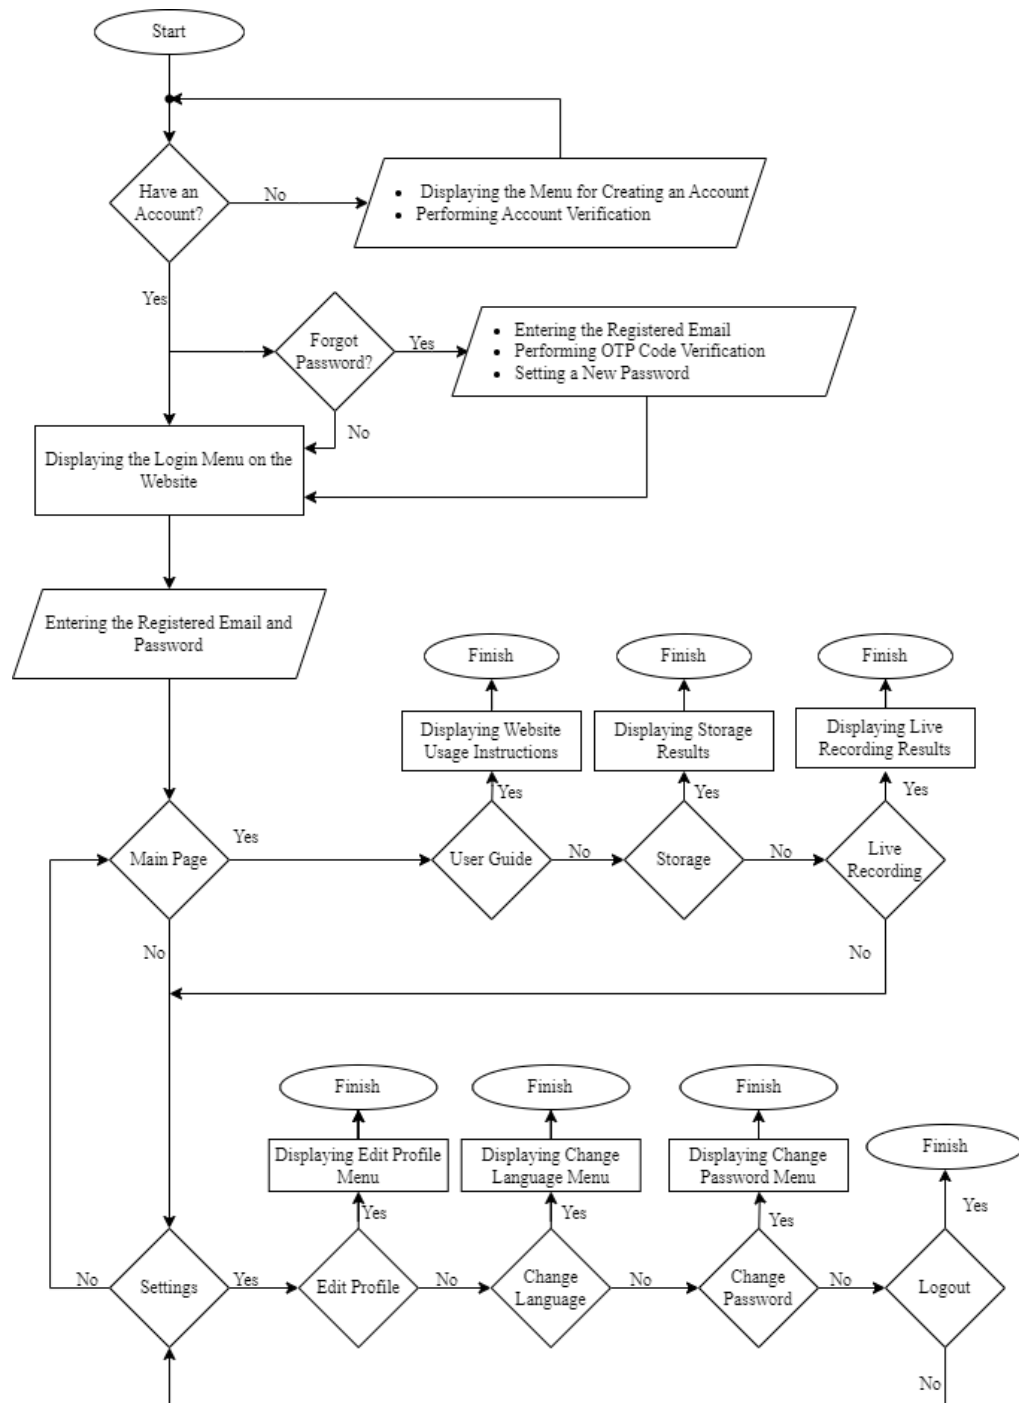 Start
Have an
Account?
No
Displaying the Menu for Creating an Account
Performing Account Verification
Yes
Forgot
Password?
Yes
Entering the Registered Email
Performing OTP Code Verification
Setting a New Password
No
Displaying the Login Menu on the
Website
Entering the Registered Email and
Password
Finish
Finish
Finish
Displaying Website
Usage Instructions
Displaying Storage
Results
Displaying Live
Recording Results
Yes
Yes
Yes
Main Page
Yes
User Guide
No
Storage
No
Live
Recording
No
No
Finish
Finish
Finish
Finish
Displaying Edit Profile
Menu
Displaying Change
Language Menu
Displaying Change
Password Menu
Yes
Yes
Yes
Yes
No
Settings
Yes
Edit Profile
No
Change
Language
No
Change
Password
No
Logout
No